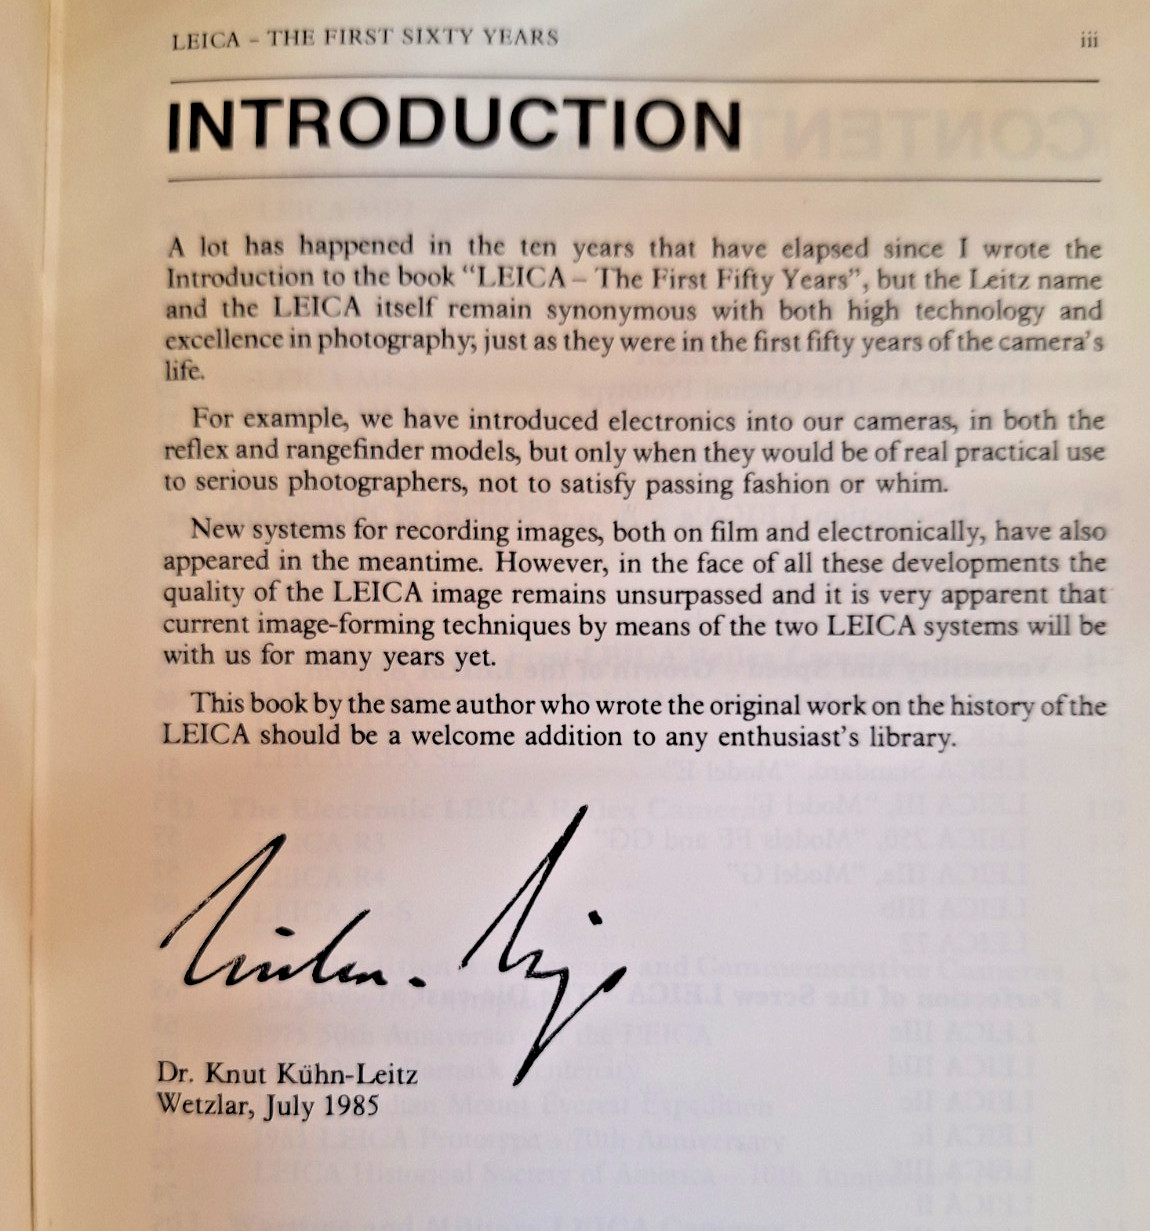 LEICA – THE FIRST SIXTY YEARS iii
INTRODUCTION
A lot has happened in the ten years that have elapsed since I wrote the
Introduction to the book “LEICA – The First Fifty Years”, but the Leitz name
and the LEICA itself remain synonymous with both high technology and
excellence in photography; just as they were in the first fifty years of the camera's
life.
For example, we have introduced electronics into our cameras, in both the
reflex and rangefinder models, but only when they would be of real practical use
to serious photographers, not to satisfy passing fashion or whim.
New systems for recording images, both on film and electronically, have also
appeared in the meantime. However, in the face of all these developments the
quality of the LEICA image remains unsurpassed and it is very apparent that
current image-forming techniques by means of the two LEICA systems will be
with us for many years yet.
This book by the same author who wrote the original work on the history of the
LEICA should be a welcome addition to any enthusiast's library.
Dr. Knut Kühn-Leitz
Wetzlar, July 1985